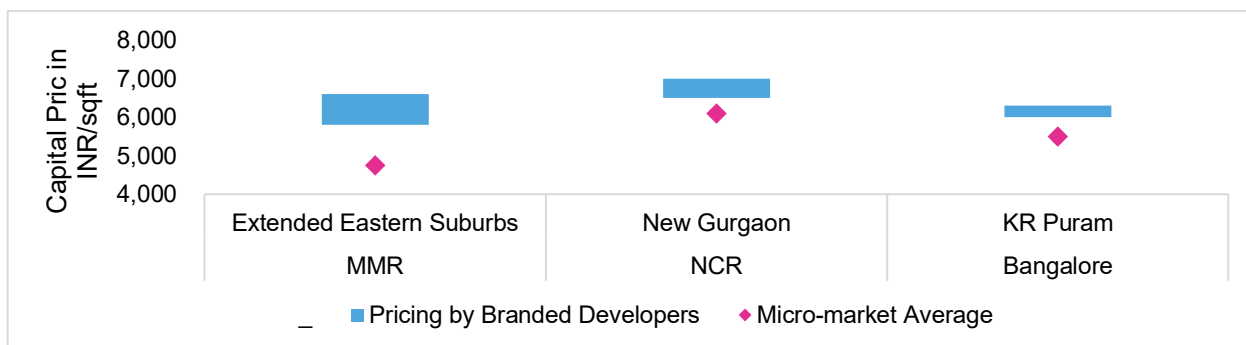 Capital Pric in
INR/sqft
8,000
7,000
6,000
5,000
4,000
Extended Eastern Suburbs New Gurgaon KR Puram
MMR NCR Bangalore
_ Pricing by Branded Developers Micro-market Average